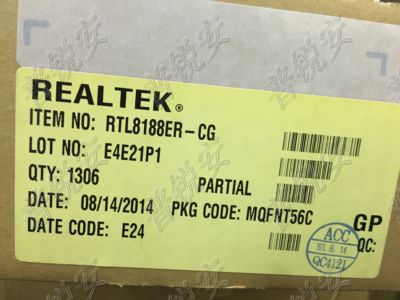 REALTEK®
ITEM NO: RTL8188ER-CG
LOT NO: E4E21P1
QTY: 1306 PARTIAL
DATE: 08/14/2014 PKG CODE: MQFNT56C GP
DATE CODE: E24 QC:
ACC
QC4121